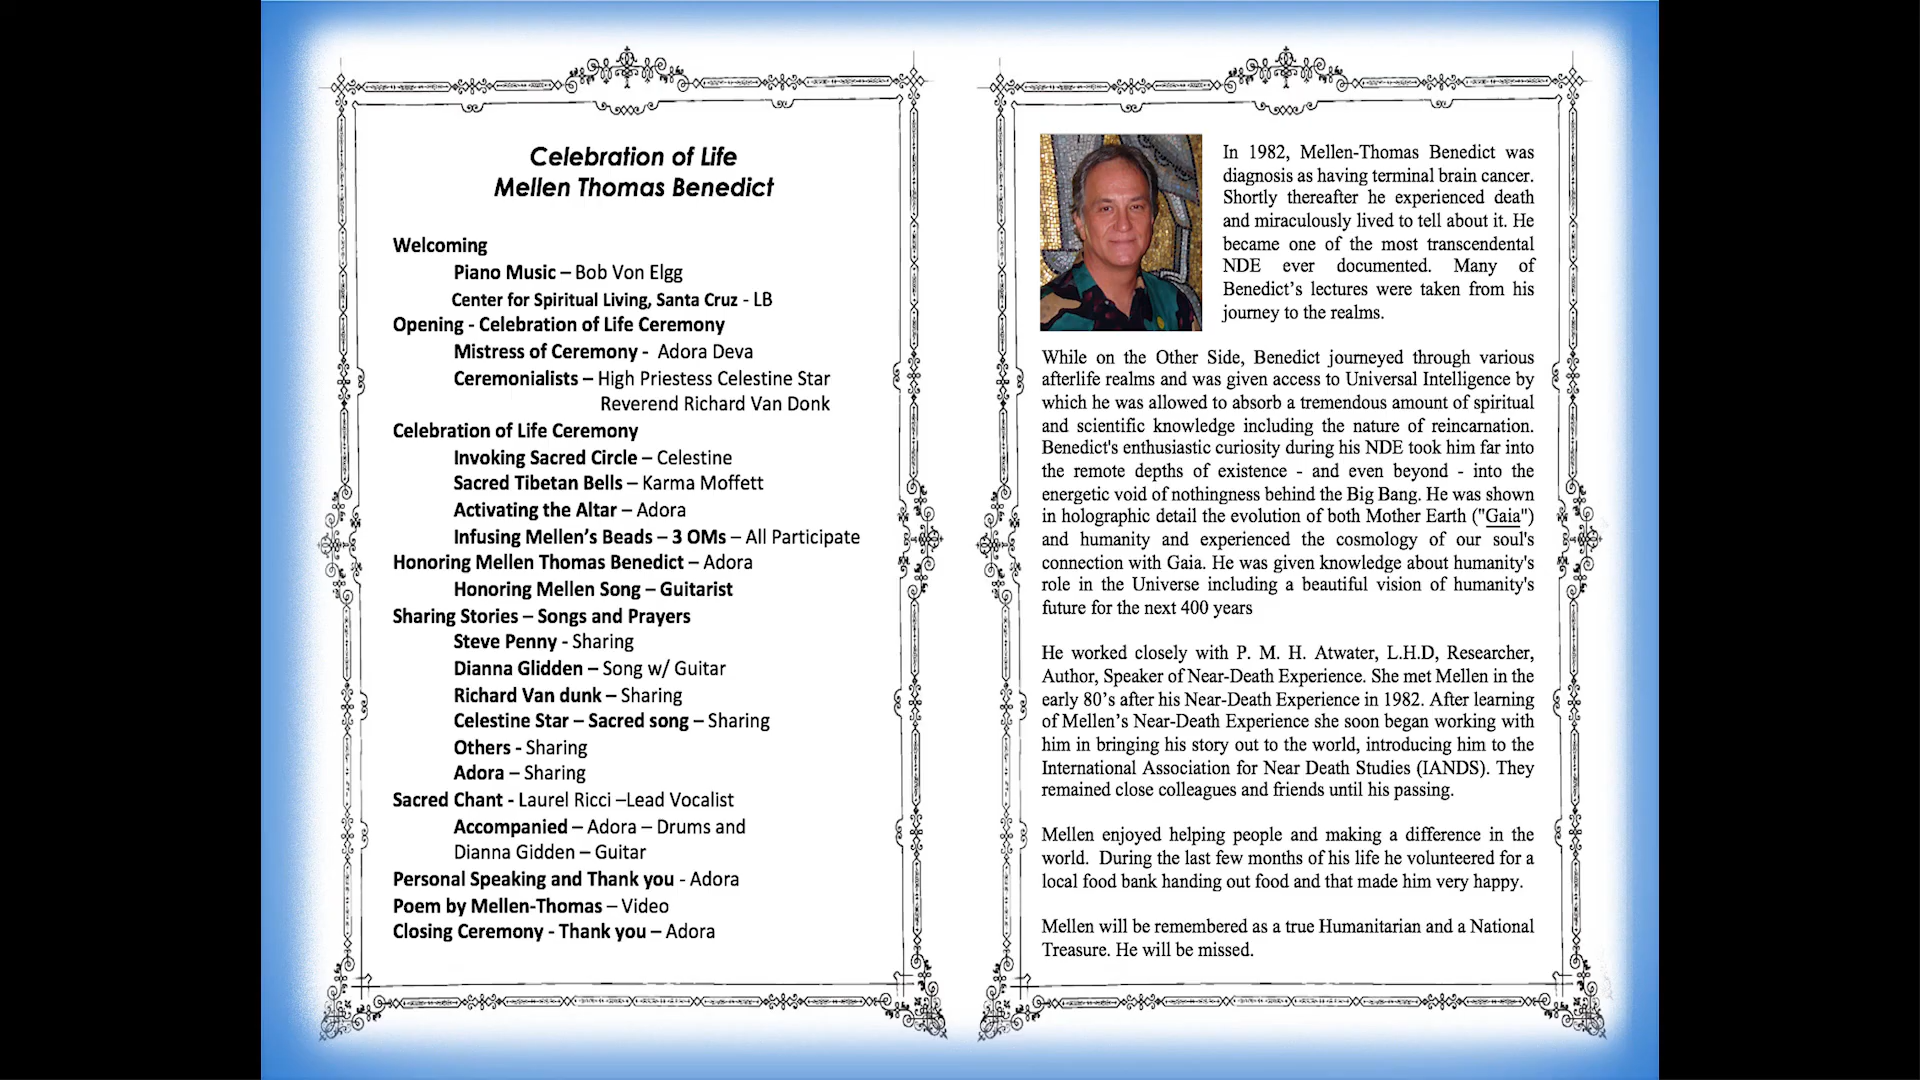 Celebration of Life
Mellen Thomas Benedict
Welcoming
Piano Music – Bob Von Elgg
Center for Spiritual Living, Santa Cruz - LB
Opening - Celebration of Life Ceremony
Mistress of Ceremony - Adora Deva
Ceremonialists – High Priestess Celestine Star
Reverend Richard Van Donk
Celebration of Life Ceremony
Invoking Sacred Circle – Celestine
Sacred Tibetan Bells – Karma Moffett
Activating the Altar – Adora
Infusing Mellen's Beads – 3 OMs – All Participate
Honoring Mellen Thomas Benedict – Adora
Honoring Mellen Song – Guitarist
Sharing Stories – Songs and Prayers
Steve Penny - Sharing
Dianna Glidden – Song w/ Guitar
Richard Van dunk – Sharing
Celestine Star – Sacred song – Sharing
Others - Sharing
Adora – Sharing
Sacred Chant - Laurel Ricci –Lead Vocalist
Accompanied – Adora – Drums and
Dianna Gidden – Guitar
Personal Speaking and Thank you - Adora
Poem by Mellen-Thomas – Video
Closing Ceremony - Thank you – Adora
In 1982, Mellen-Thomas Benedict was
diagnosis as having terminal brain cancer.
Shortly thereafter he experienced death
and miraculously lived to tell about it. He
became one of the most transcendental
NDE ever documented. Many of
Benedict's lectures were taken from his
journey to the realms.
While on the Other Side, Benedict journeyed through various
afterlife realms and was given access to Universal Intelligence by
which he was allowed to absorb a tremendous amount of spiritual
and scientific knowledge including the nature of reincarnation.
Benedict's enthusiastic curiosity during his NDE took him far into
the remote depths of existence - and even beyond - into the
energetic void of nothingness behind the Big Bang. He was shown
in holographic detail the evolution of both Mother Earth ("Gaia")
and humanity and experienced the cosmology of our soul's
connection with Gaia. He was given knowledge about humanity's
role in the Universe including a beautiful vision of humanity's
future for the next 400 years
He worked closely with P. M. H. Atwater, L.H.D, Researcher,
Author, Speaker of Near-Death Experience. She met Mellen in the
early 80's after his Near-Death Experience in 1982. After learning
of Mellen's Near-Death Experience she soon began working with
him in bringing his story out to the world, introducing him to the
International Association for Near Death Studies (IANDS). They
remained close colleagues and friends until his passing.
Mellen enjoyed helping people and making a difference in the
world. During the last few months of his life he volunteered for a
local food bank handing out food and that made him very happy.
Mellen will be remembered as a true Humanitarian and a National
Treasure. He will be missed.